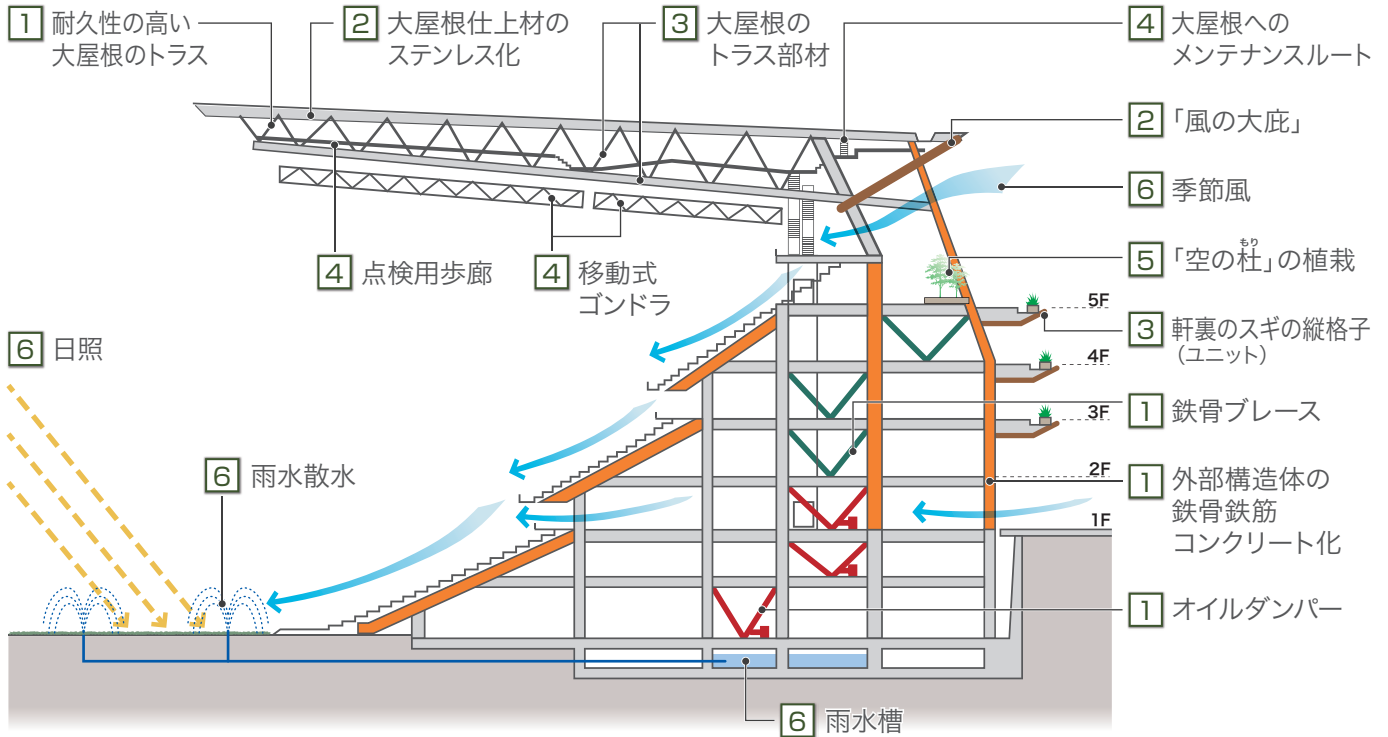 1 耐久性の高い
大屋根のトラス
2 大屋根仕上材の
ステンレス化
3 大屋根の
トラス部材
4 大屋根への
メンテナンスルート
2 「風の大庇」
6 季節風
4 点検用歩廊
4 移動式
ゴンドラ
もり
5 「空の杜」の植栽
5F
3 軒裏のスギの縦格子
（ユニット）
6 日照
4F
3F
1 鉄骨ブレース
6 雨水散水
2F
1 外部構造体の
鉄骨鉄筋
コンクリート化
1F
1 オイルダンパー
6 雨水槽